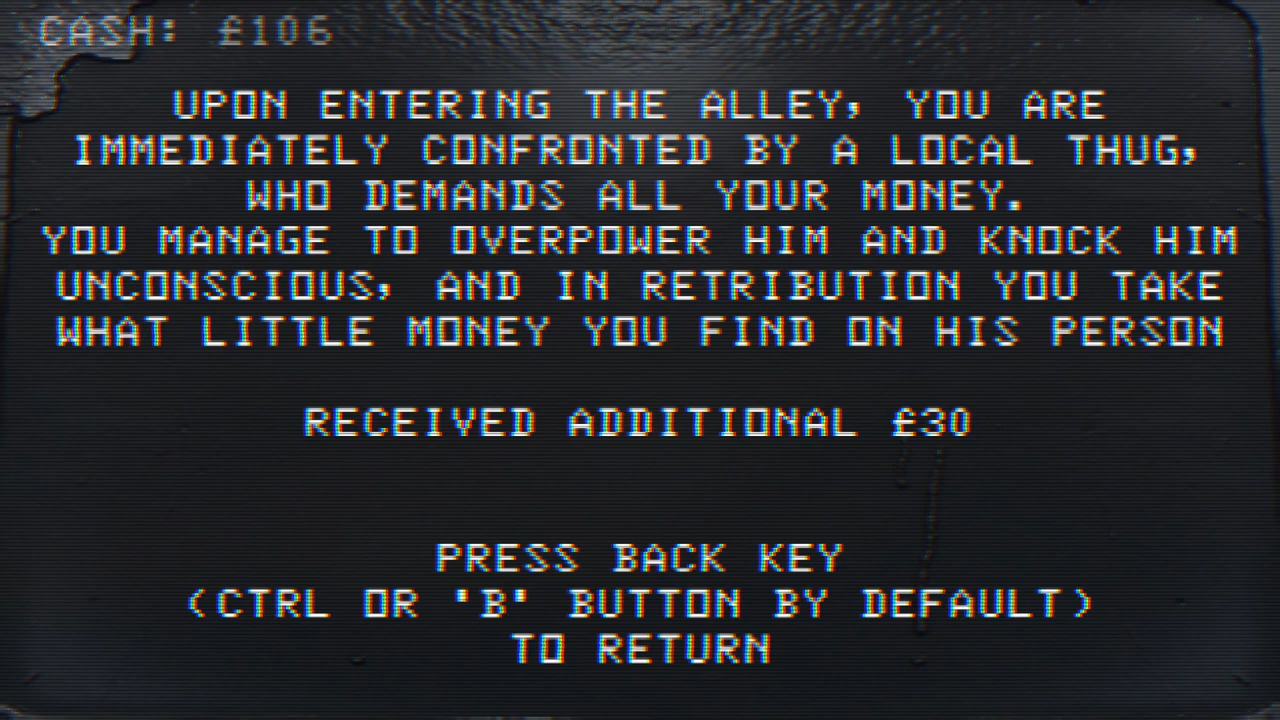 CASH: £106
UPON ENTERING THE ALLEY, YOU ARE
IMMEDIATELY CONFRONTED BY A LOCAL THUG,
WHO DEMANDS ALL YOUR MONEY.
YOU MANAGE TO OVERPOWER HIM AND KNOCK HIM
UNCONSCIOUS, AND IN RETRIBUTION YOU TAKE
WHAT LITTLE MONEY YOU FIND ON HIS PERSON
RECEIVED ADDITIONAL £30
PRESS BACK KEY
(CTRL OR 'B' BUTTON BY DEFAULT)
TO RETURN